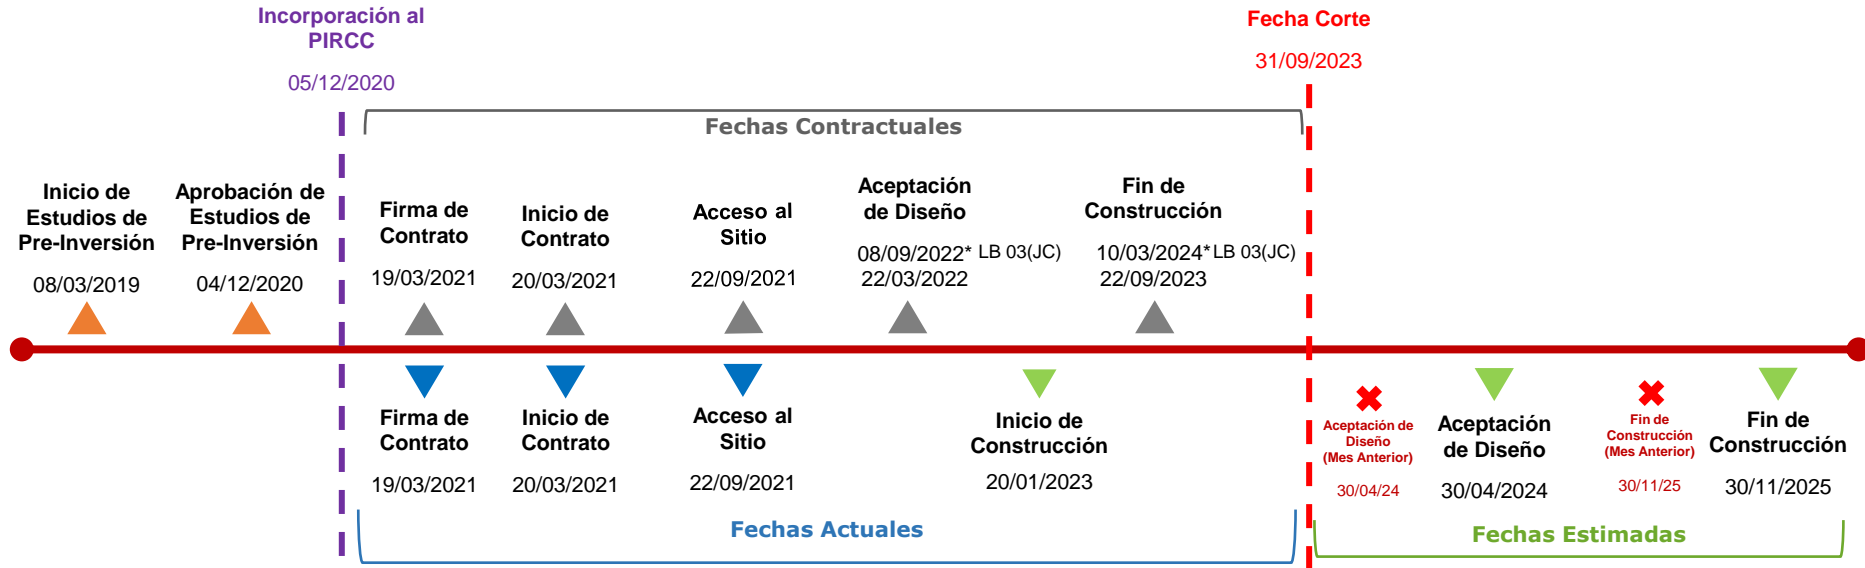 Incorporación al
PIRCC
05/12/2020
Fecha Corte
31/09/2023
Fechas Contractuales
Inicio de
Estudios de
Pre-Inversión
08/03/2019
Aprobación de
Estudios de
Pre-Inversión
04/12/2020
Firma de
Contrato
19/03/2021
Inicio de
Contrato
20/03/2021
Acceso al
Sitio
22/09/2021
Aceptación
de Diseño
08/09/2022* LB 03(JC)
22/03/2022
Fin de
Construcción
10/03/2024* LB 03(JC)
22/09/2023
Firma de
Contrato
19/03/2021
Inicio de
Contrato
20/03/2021
Acceso al
Sitio
22/09/2021
Inicio de
Construcción
20/01/2023
Aceptación de
Diseño
(Mes Anterior)
30/04/24
Aceptación
de Diseño
30/04/2024
Fin de
Construcción
(Mes Anterior)
30/11/25
Fin de
Construcción
30/11/2025
Fechas Actuales
Fechas Estimadas